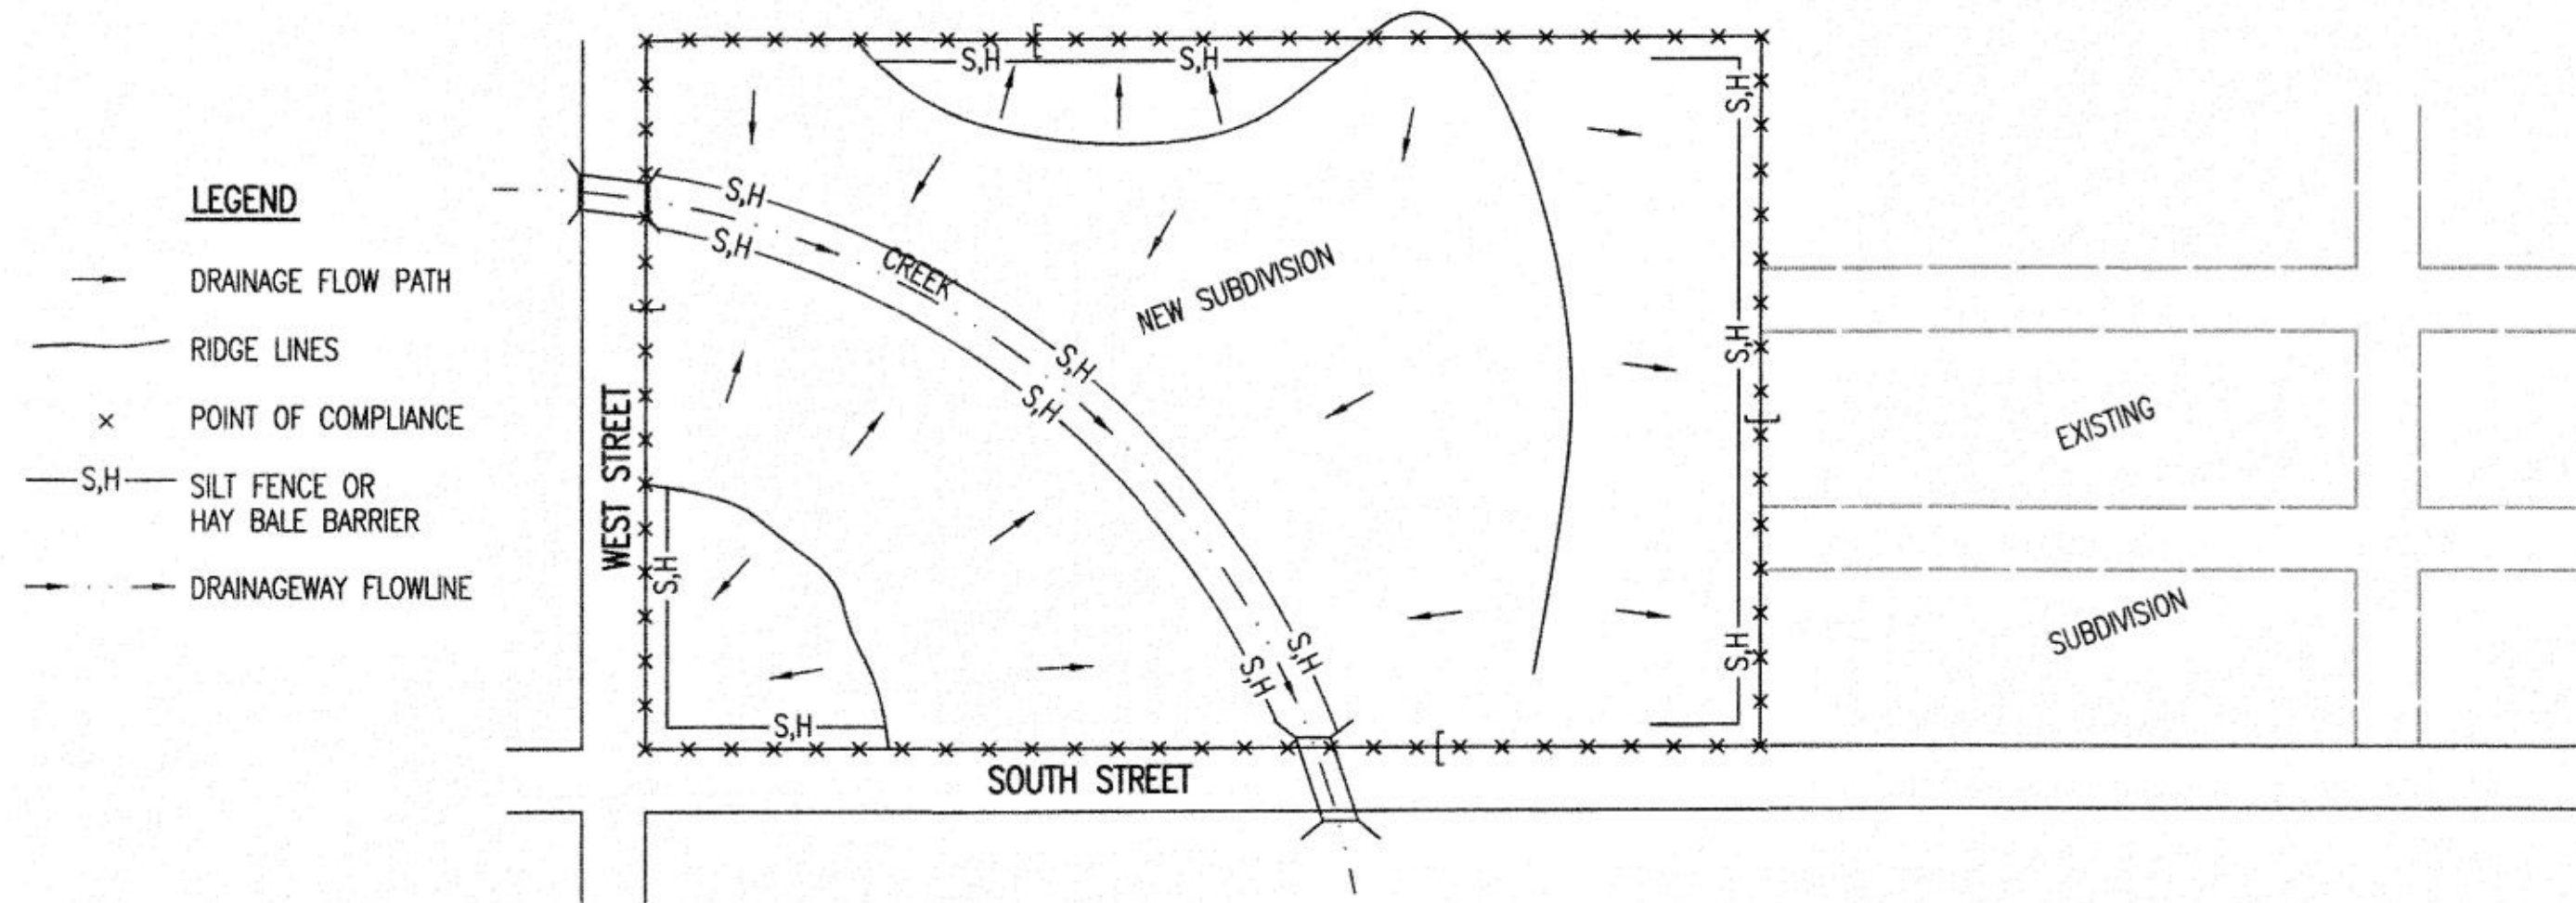 LEGEND
DRAINAGE FLOW PATH
RIDGE LINES
× POINT OF COMPLIANCE
S,H SILT FENCE OR
HAY BALE BARRIER
DRAINAGEWAY FLOWLINE
S,H
S,H
S,H
S,H
S,H
S,H
S,H
S,H
S,H
S,H
S,H
S,H
S,H
CREEK
NEW SUBDIVISION
WEST STREET
SOUTH STREET
EXISTING
SUBDIVISION